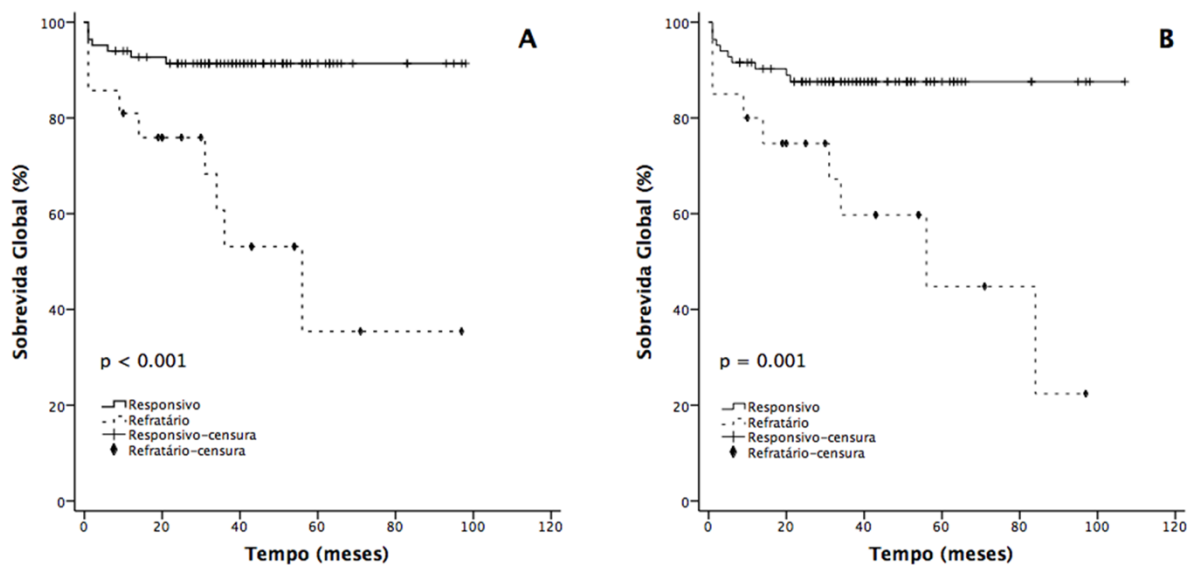 A
100
80
60
40
20
0
Sobrevida Global (%)
p < 0.001
Responsivo
Refratário
Responsivo-censura
Refratário-censura
0 20 40 60 80 100 120
Tempo (meses)
B
100
80
60
40
20
0
Sobrevida Global (%)
p = 0.001
Responsivo
Refratário
Responsivo-censura
Refratário-censura
0 20 40 60 80 100 120
Tempo (meses)